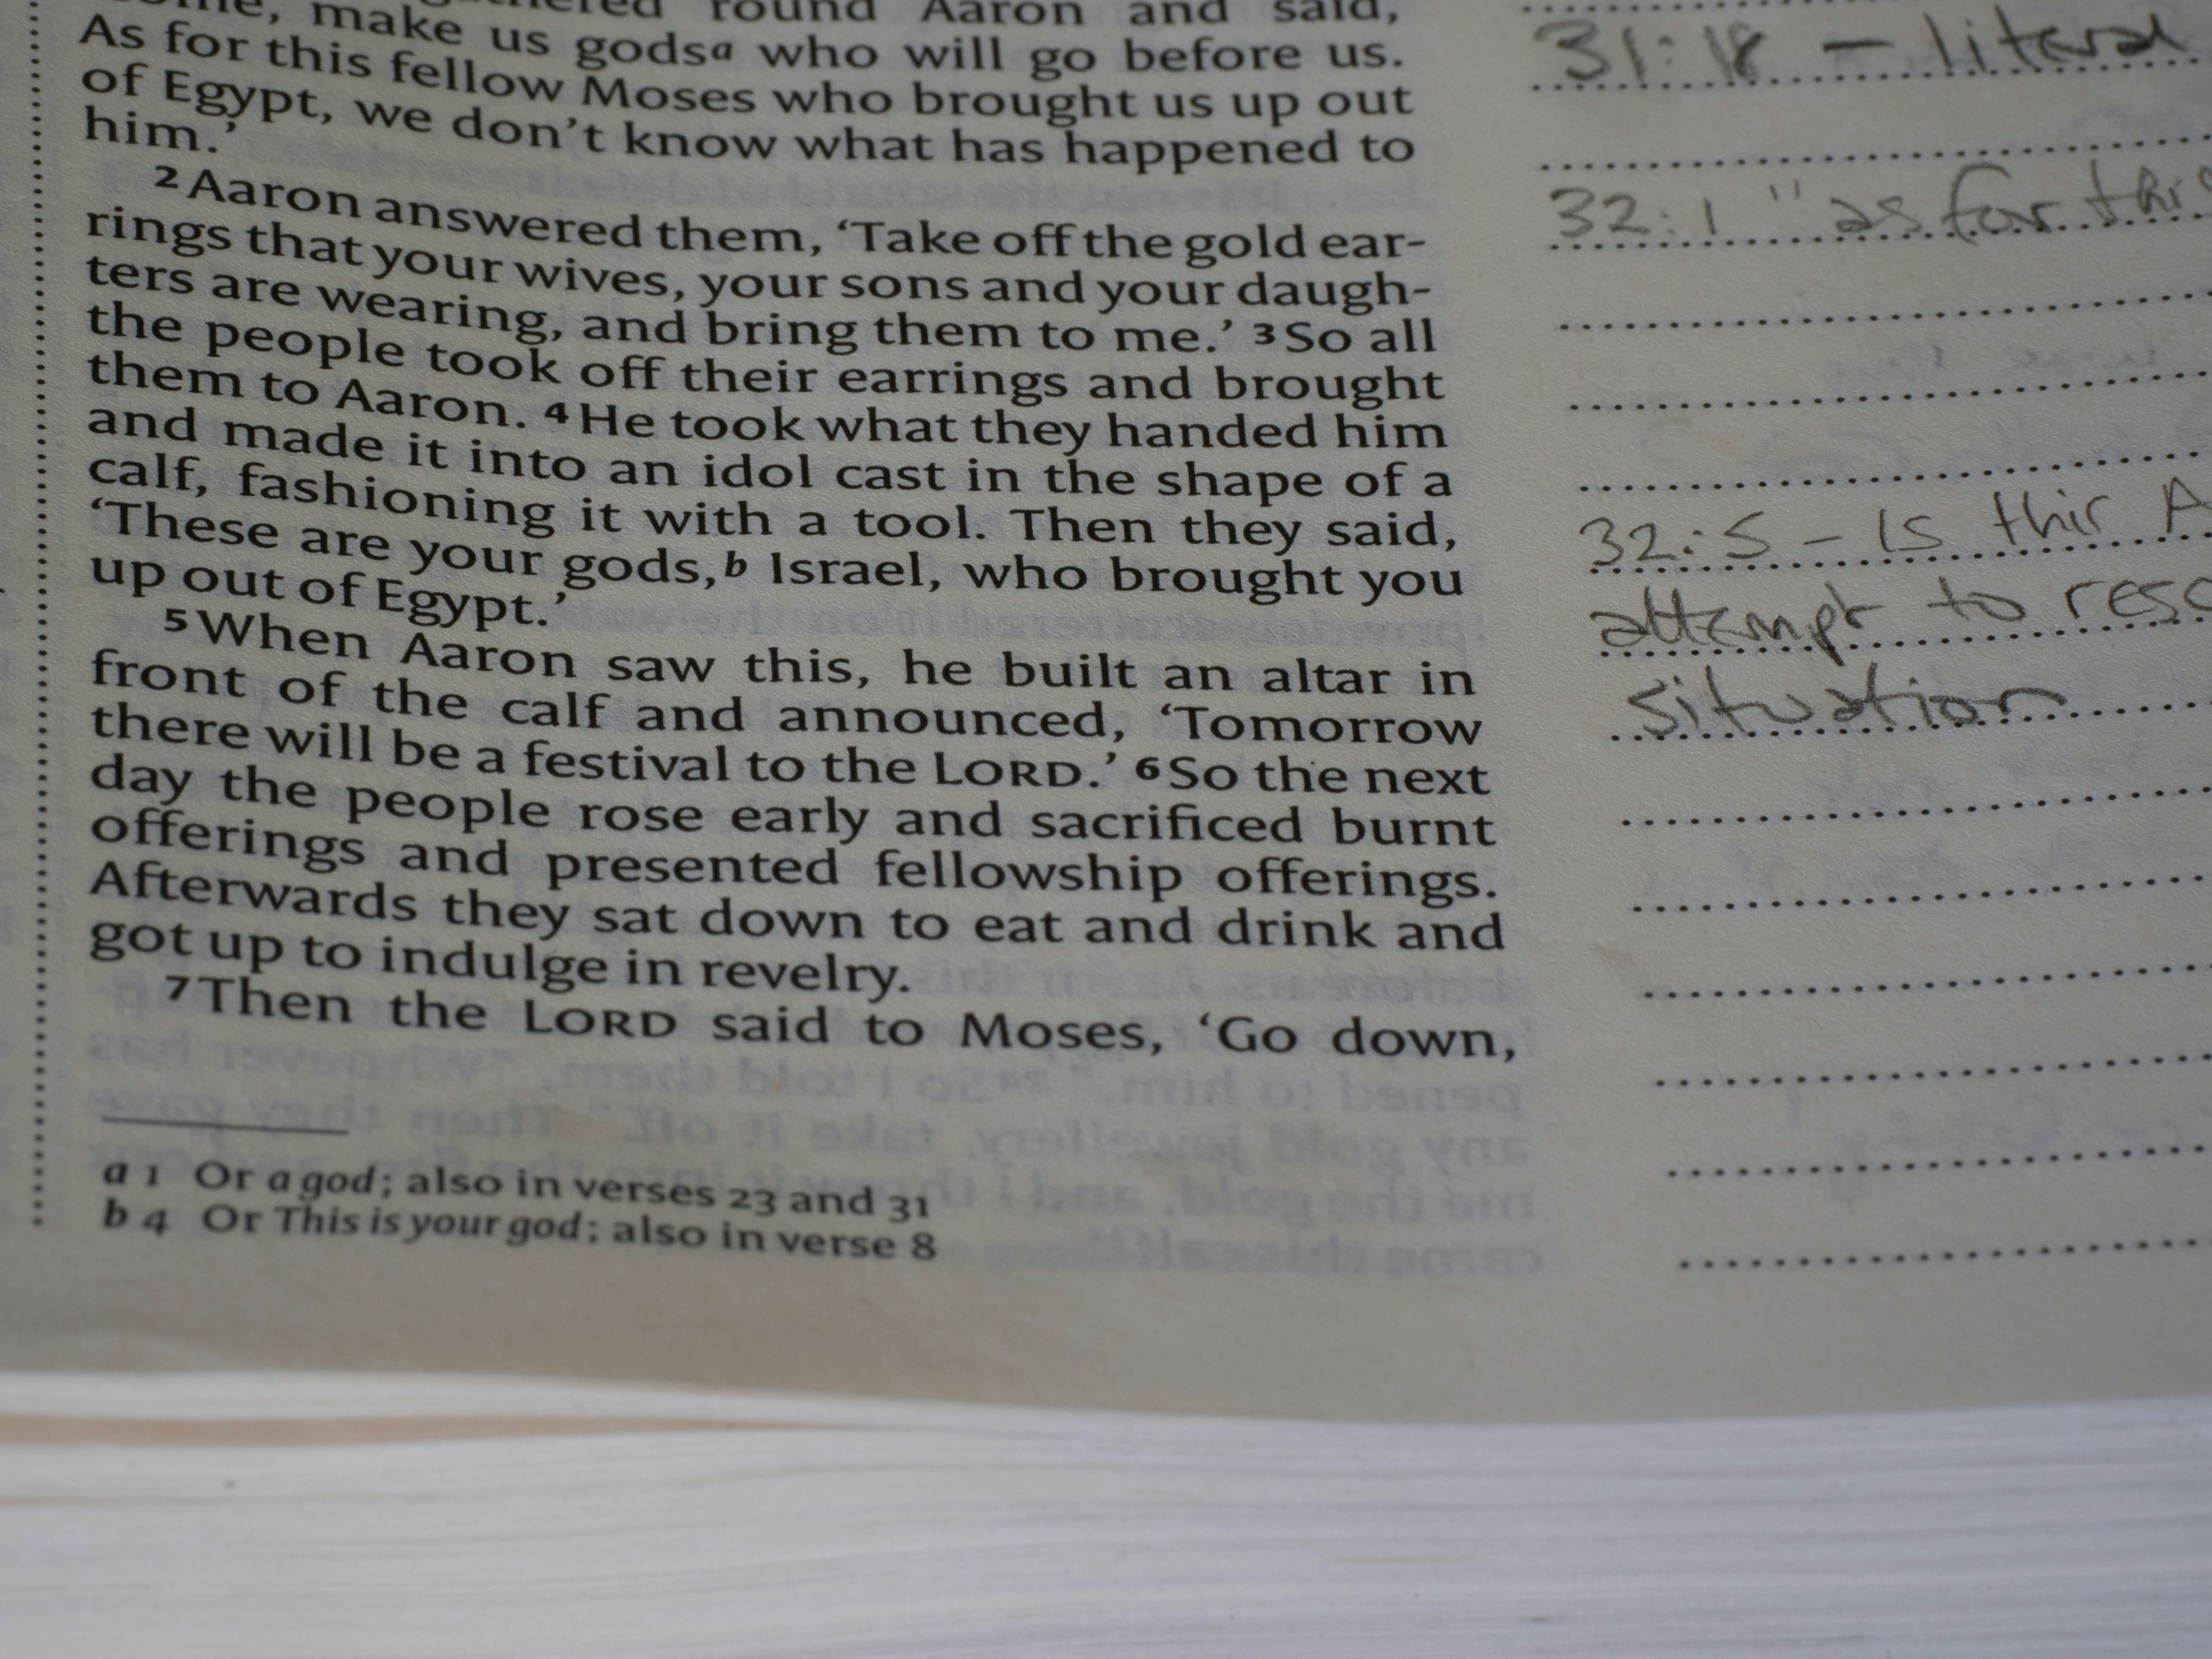 make us godsa who will go before us.
As for this fellow Moses who brought us up out
of Egypt, we don't know what has happened to
him.'
2 Aaron answered them, 'Take off the gold ear-
rings that your wives, your sons and your daugh-
ters are wearing, and bring them to me.' 3 So all
the people took off their earrings and brought
them to Aaron. 4 He took what they handed him
and made it into an idol cast in the shape of a
calf, fashioning it with a tool. Then they said,
'These are your gods,b Israel, who brought you
up out of Egypt.'
5 When Aaron saw this, he built an altar in
front of the calf and announced, 'Tomorrow
there will be a festival to the LORD.' 6 So the next
day the people rose early and sacrificed burnt
offerings and presented fellowship offerings.
Afterwards they sat down to eat and drink and
got up to indulge in revelry.
7 Then the LORD said to Moses, 'Go down,
a 1 Or a god; also in verses 23 and 31
b 4 Or This is your god; also in verse 8
31:18 - literal
32:1 "as for this
32:5 - Is this A
attempt to resc
situation